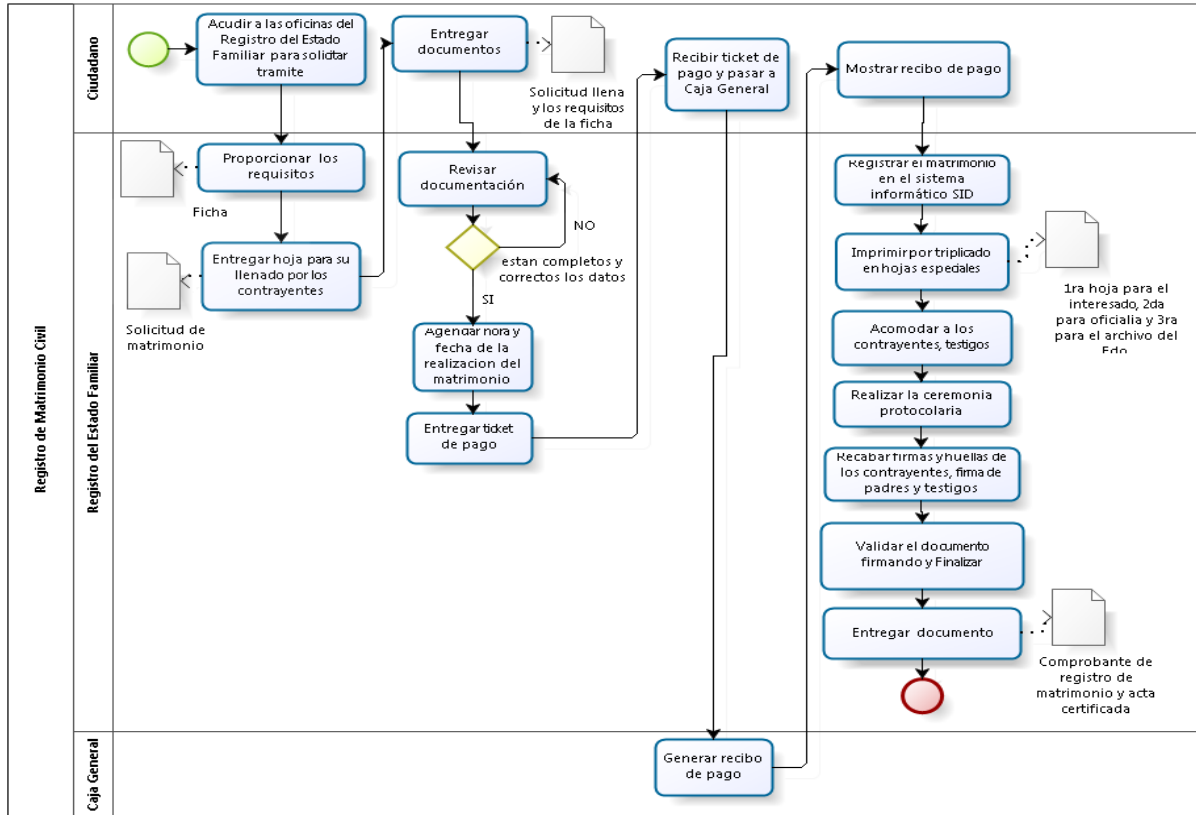 Registro de Matrimonio Civil
Ciudadano
Acudir a las oficinas del
Registro del Estado
Familiar para solicitar
tramite
Entregar
documentos
Solicitud llena
y los requisitos
de la ficha
Recibir ticket de
pago y pasar a
Caja General
Mostrar recibo de pago
Registro del Estado Familiar
Proporcionar los
requisitos
Ficha
Entregar hoja para su
llenado por los
contrayentes
Solicitud de
matrimonio
Revisar
documentación
NO
estan completos y
correctos los datos
SI
Agendar hora y
fecha de la
realizacion del
matrimonio
Entregar ticket
de pago
Registrar el matrimonio
en el sistema
informático SID
Imprimir por triplicado
en hojas especiales
1ra hoja para el
interesado, 2da
para oficialia y 3ra
para el archivo del
Edo
Acomodar a los
contrayentes, testigos
Realizar la ceremonia
protocolaria
Recabar firmas y huellas de
los contrayentes, firma de
padres y testigos
Validar el documento
firmando y Finalizar
Entregar documento
Comprobante de
registro de
matrimonio y acta
certificada
Caja General
Generar recibo
de pago